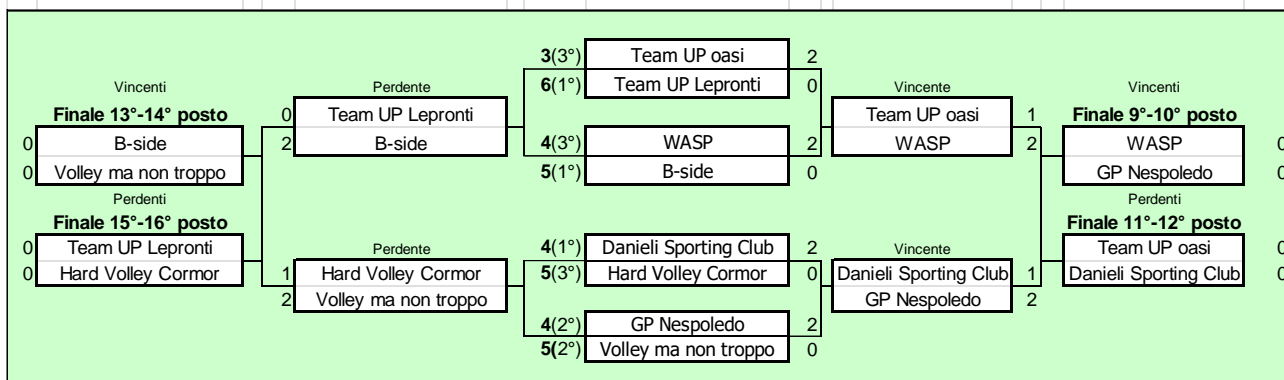 3(3°) Team UP oasi 2
6(1°) Team UP Lepronti 0
4(3°) WASP 2
5(1°) B-side 0
4(1°) Danieli Sporting Club 2
5(3°) Hard Volley Cormor 0
4(2°) GP Nespoledo 2
5(2°) Volley ma non troppo 0
Perdente
0 Team UP Lepronti
2 B-side
Perdente
1 Hard Volley Cormor
2 Volley ma non troppo
Vincenti
Finale 13°-14° posto
0 B-side
0 Volley ma non troppo
Perdenti
Finale 15°-16° posto
0 Team UP Lepronti
0 Hard Volley Cormor
Vincente
Team UP oasi 1
WASP 2
Vincente
Danieli Sporting Club 1
GP Nespoledo 2
Vincenti
Finale 9°-10° posto
WASP 0
GP Nespoledo 0
Perdenti
Finale 11°-12° posto
Team UP oasi 0
Danieli Sporting Club 0